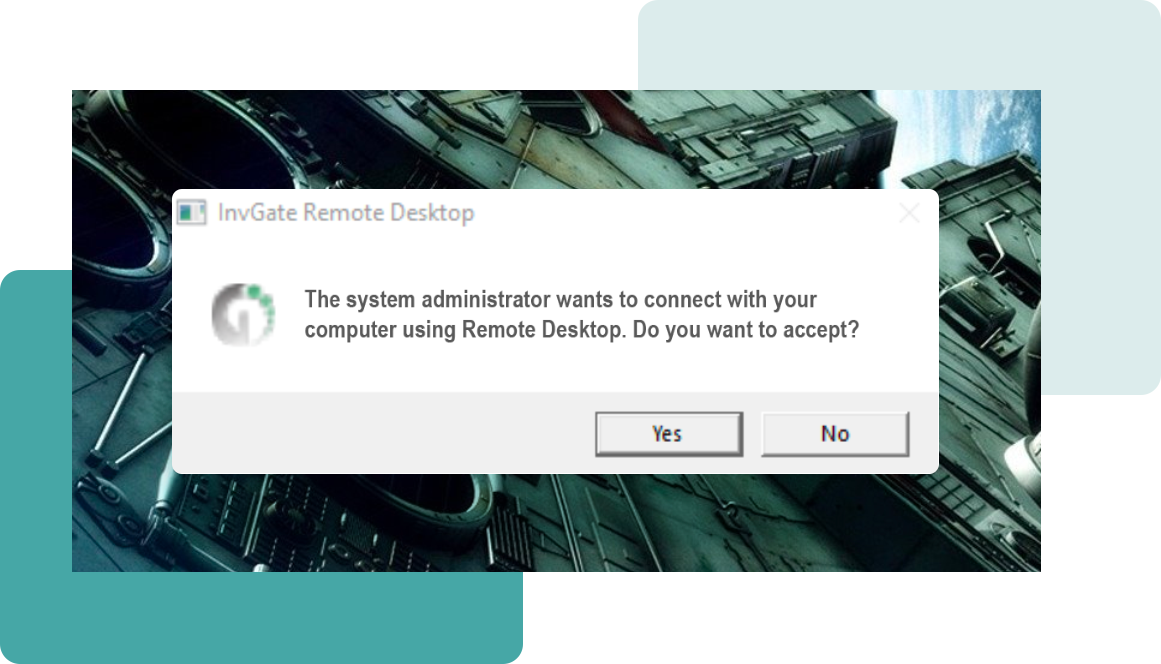 InvGate Remote Desktop
The system administrator wants to connect with your
computer using Remote Desktop. Do you want to accept?
Yes
No